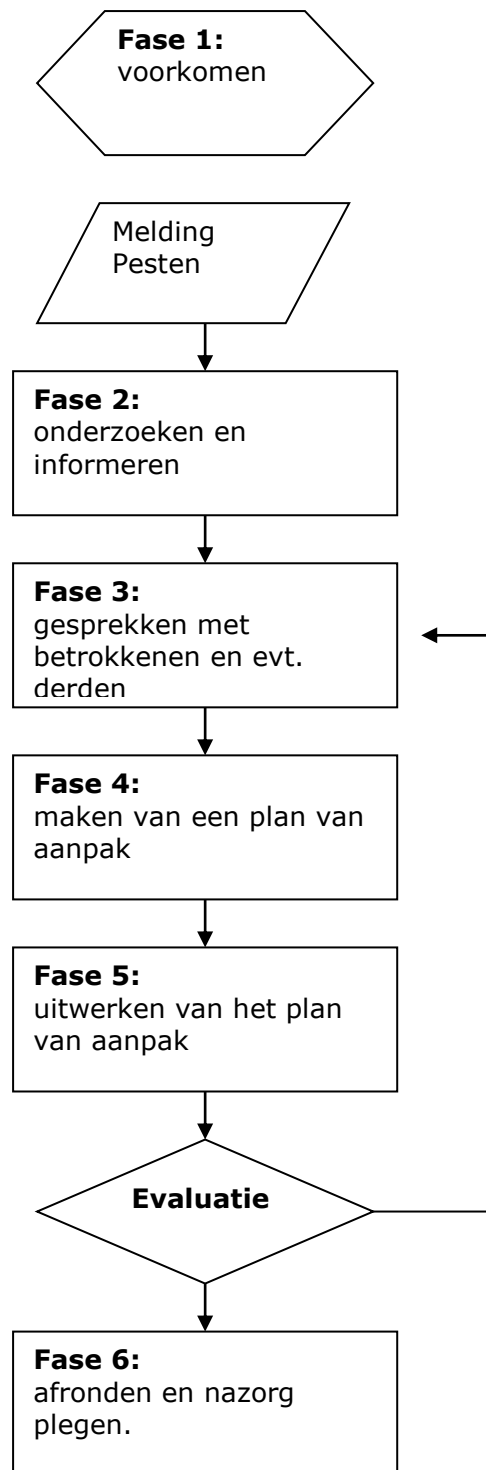 Fase 1:
voorkomen
Melding
Pesten
Fase 2:
onderzoeken en
informeren
Fase 3:
gesprekken met
betrokkenen en evt.
derden
Fase 4:
maken van een plan van
aanpak
Fase 5:
uitwerken van het plan
van aanpak
Evaluatie
Fase 6:
afronden en nazorg
plegen.